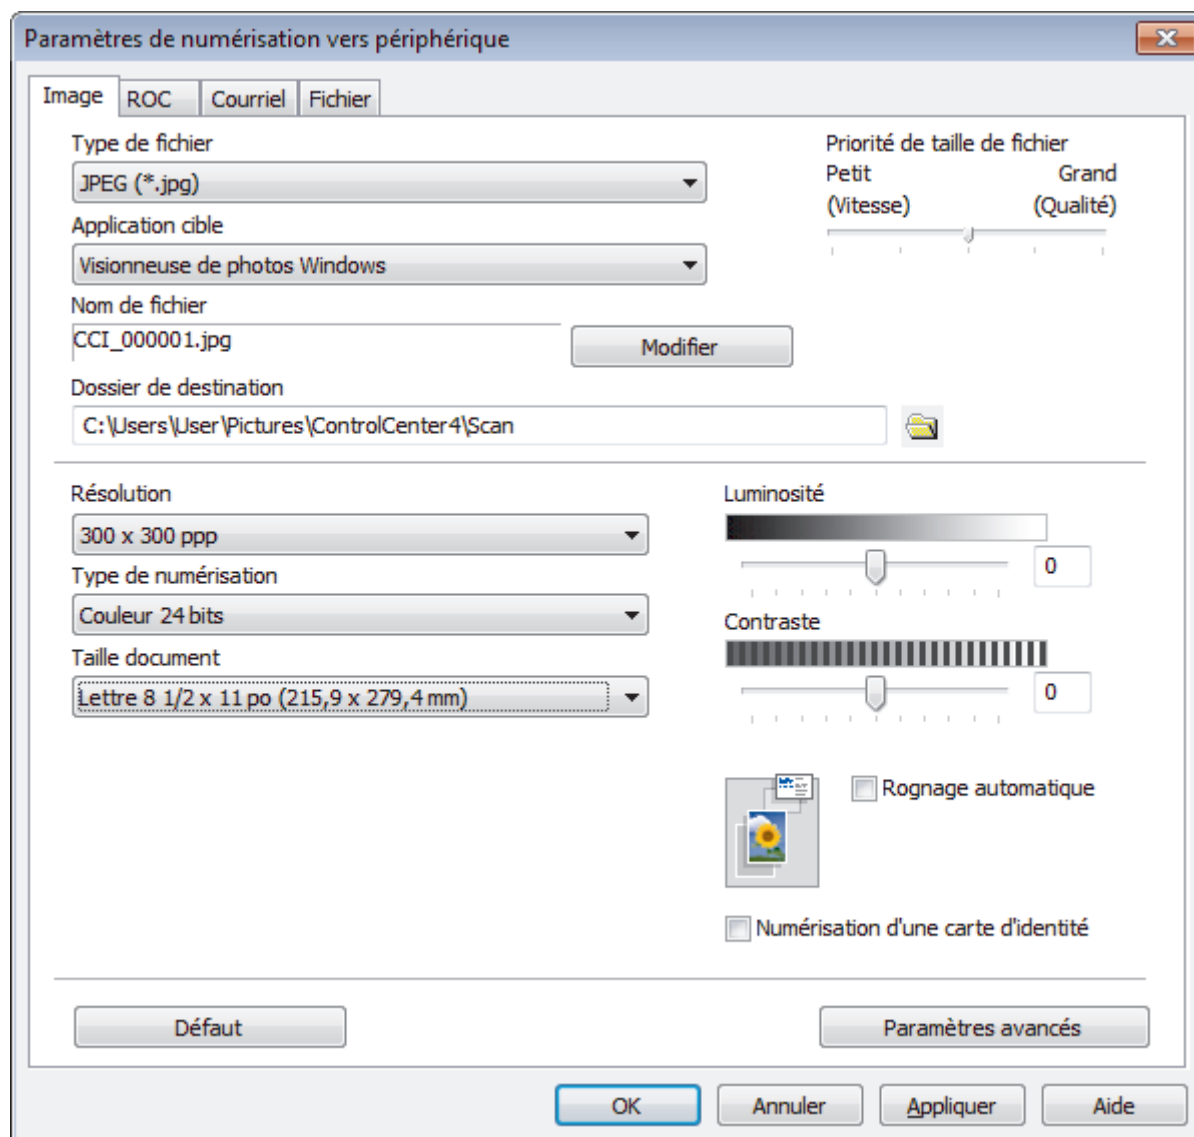 Paramètres de numérisation vers périphérique
Image ROC Courriel Fichier
Type de fichier
JPEG (*.jpg)
Application cible
Visionneuse de photos Windows
Nom de fichier
CCI_000001.jpg
Modifier
Dossier de destination
C:\Users\User\Pictures\ControlCenter4\Scan
Priorité de taille de fichier
Petit Grand
(Vitesse) (Qualité)
Résolution
300 x 300 ppp
Type de numérisation
Couleur 24 bits
Taille document
Lettre 8 1/2 x 11 po (215,9 x 279,4 mm)
Luminosité
0
Contraste
0
Rognage automatique
Numérisation d'une carte d'identité
Défaut
Paramètres avancés
OK Annuler Appliquer Aide